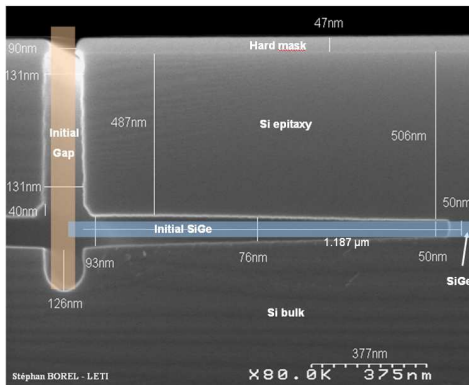 47nm
90nm
Hard mask
131nm
487nm
Si epitaxy
Initial
Gap
506nm
131nm
50nm
40nm
Initial SiGe
1.187 µm
93nm
76nm
50nm
SiGe
126nm
Si bulk
377nm
Stéphan BOREL - LETI
X80.0K 375nm